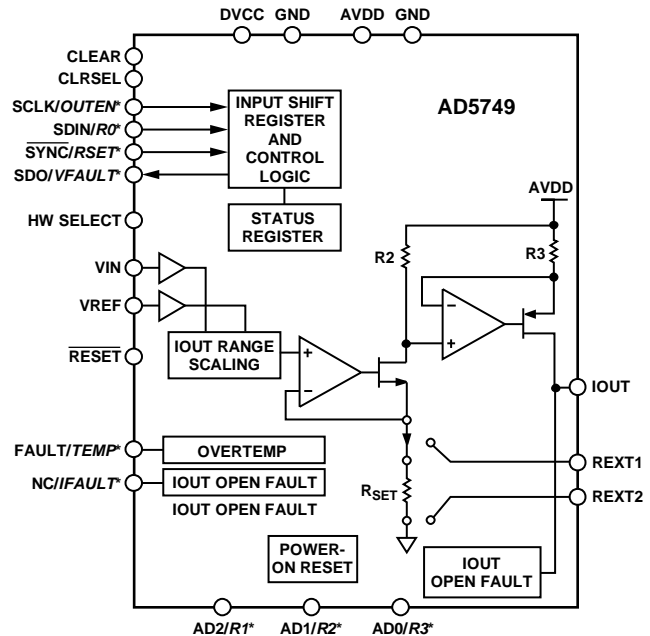 DVCC GND AVDD GND
CLEAR
CLRSEL
SCLK/OUTEN*
SDIN/R0*
SYNC/RSET*
SDO/VFAULT*
HW SELECT
VIN
VREF
RESET
FAULT/TEMP*
NC/IFAULT*
INPUT SHIFT
REGISTER
AND
CONTROL
LOGIC
STATUS
REGISTER
AD5749
AVDD
R2
R3
IOUT RANGE
SCALING
+
−
−
+
IOUT
REXT1
REXT2
RSET
OVERTEMP
IOUT OPEN FAULT
IOUT OPEN FAULT
POWER-
ON RESET
IOUT
OPEN FAULT
AD2/R1* AD1/R2* AD0/R3*